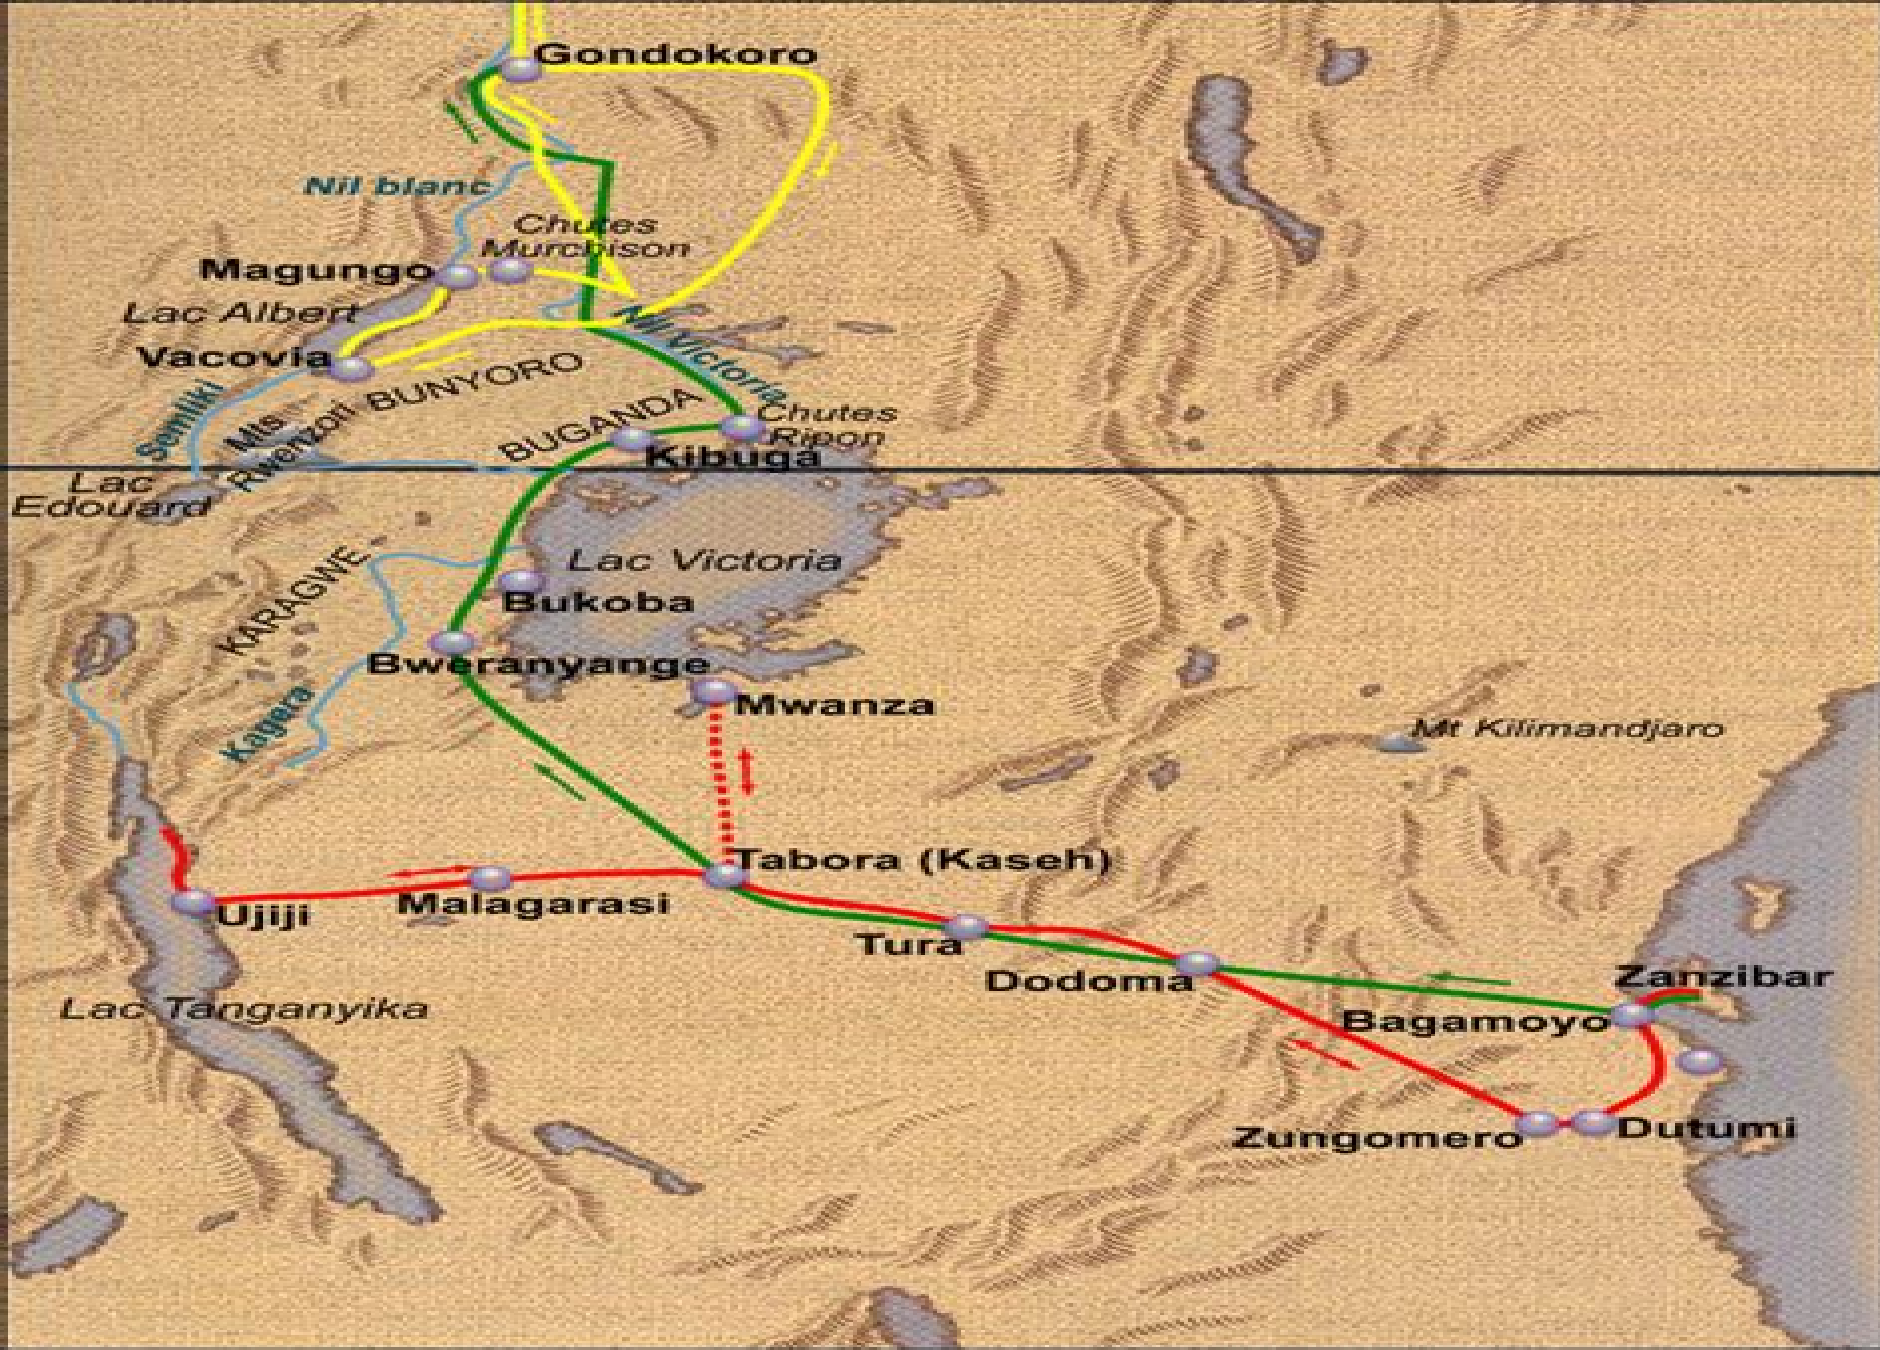 Gondokoro
Nil blanc
Chutes
Murchison
Magungo
Lac Albert
Nil Victoria
Vacovia
BUNYORO
Semliki
Mts
Rwenzori
BUGANDA
Chutes
Ripon
Kibuga
Lac
Edouard
Lac Victoria
KARAGWE
Bukoba
Bweranyange
Mwanza
Kagera
Mt Kilimandjaro
Tabora (Kaseh)
Malagarasi
Ujiji
Tura
Dodoma
Zanzibar
Lac Tanganyika
Bagamoyo
Zungomero
Dutumi